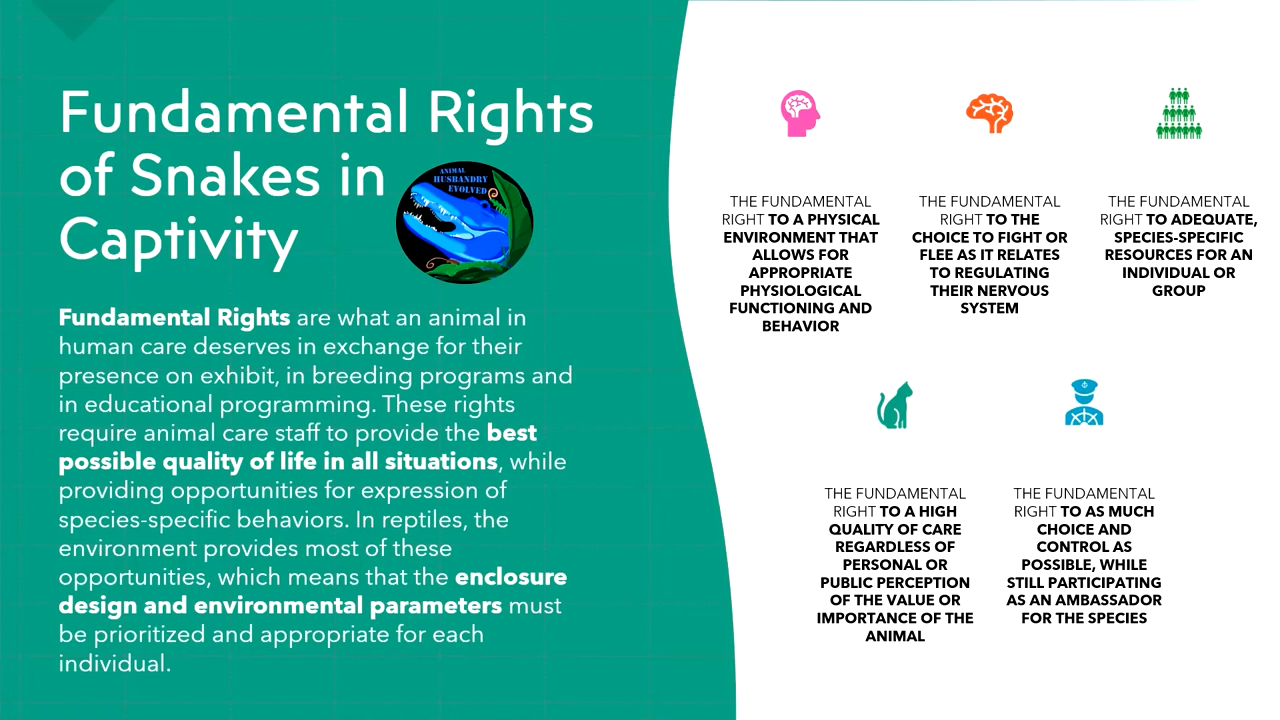 Fundamental Rights
of Snakes in
Captivity
ANIMAL
HUSBANDRY
EVOLVED
Fundamental Rights are what an animal in
human care deserves in exchange for their
presence on exhibit, in breeding programs and
in educational programming. These rights
require animal care staff to provide the best
possible quality of life in all situations, while
providing opportunities for expression of
species-specific behaviors. In reptiles, the
environment provides most of these
opportunities, which means that the enclosure
design and environmental parameters must
be prioritized and appropriate for each
individual.
THE FUNDAMENTAL
RIGHT TO A PHYSICAL
ENVIRONMENT THAT
ALLOWS FOR
APPROPRIATE
PHYSIOLOGICAL
FUNCTIONING AND
BEHAVIOR
THE FUNDAMENTAL
RIGHT TO THE
CHOICE TO FIGHT OR
FLEE AS IT RELATES
TO REGULATING
THEIR NERVOUS
SYSTEM
THE FUNDAMENTAL
RIGHT TO ADEQUATE,
SPECIES-SPECIFIC
RESOURCES FOR AN
INDIVIDUAL OR
GROUP
THE FUNDAMENTAL
RIGHT TO A HIGH
QUALITY OF CARE
REGARDLESS OF
PERSONAL OR
PUBLIC PERCEPTION
OF THE VALUE OR
IMPORTANCE OF THE
ANIMAL
THE FUNDAMENTAL
RIGHT TO AS MUCH
CHOICE AND
CONTROL AS
POSSIBLE, WHILE
STILL PARTICIPATING
AS AN AMBASSADOR
FOR THE SPECIES